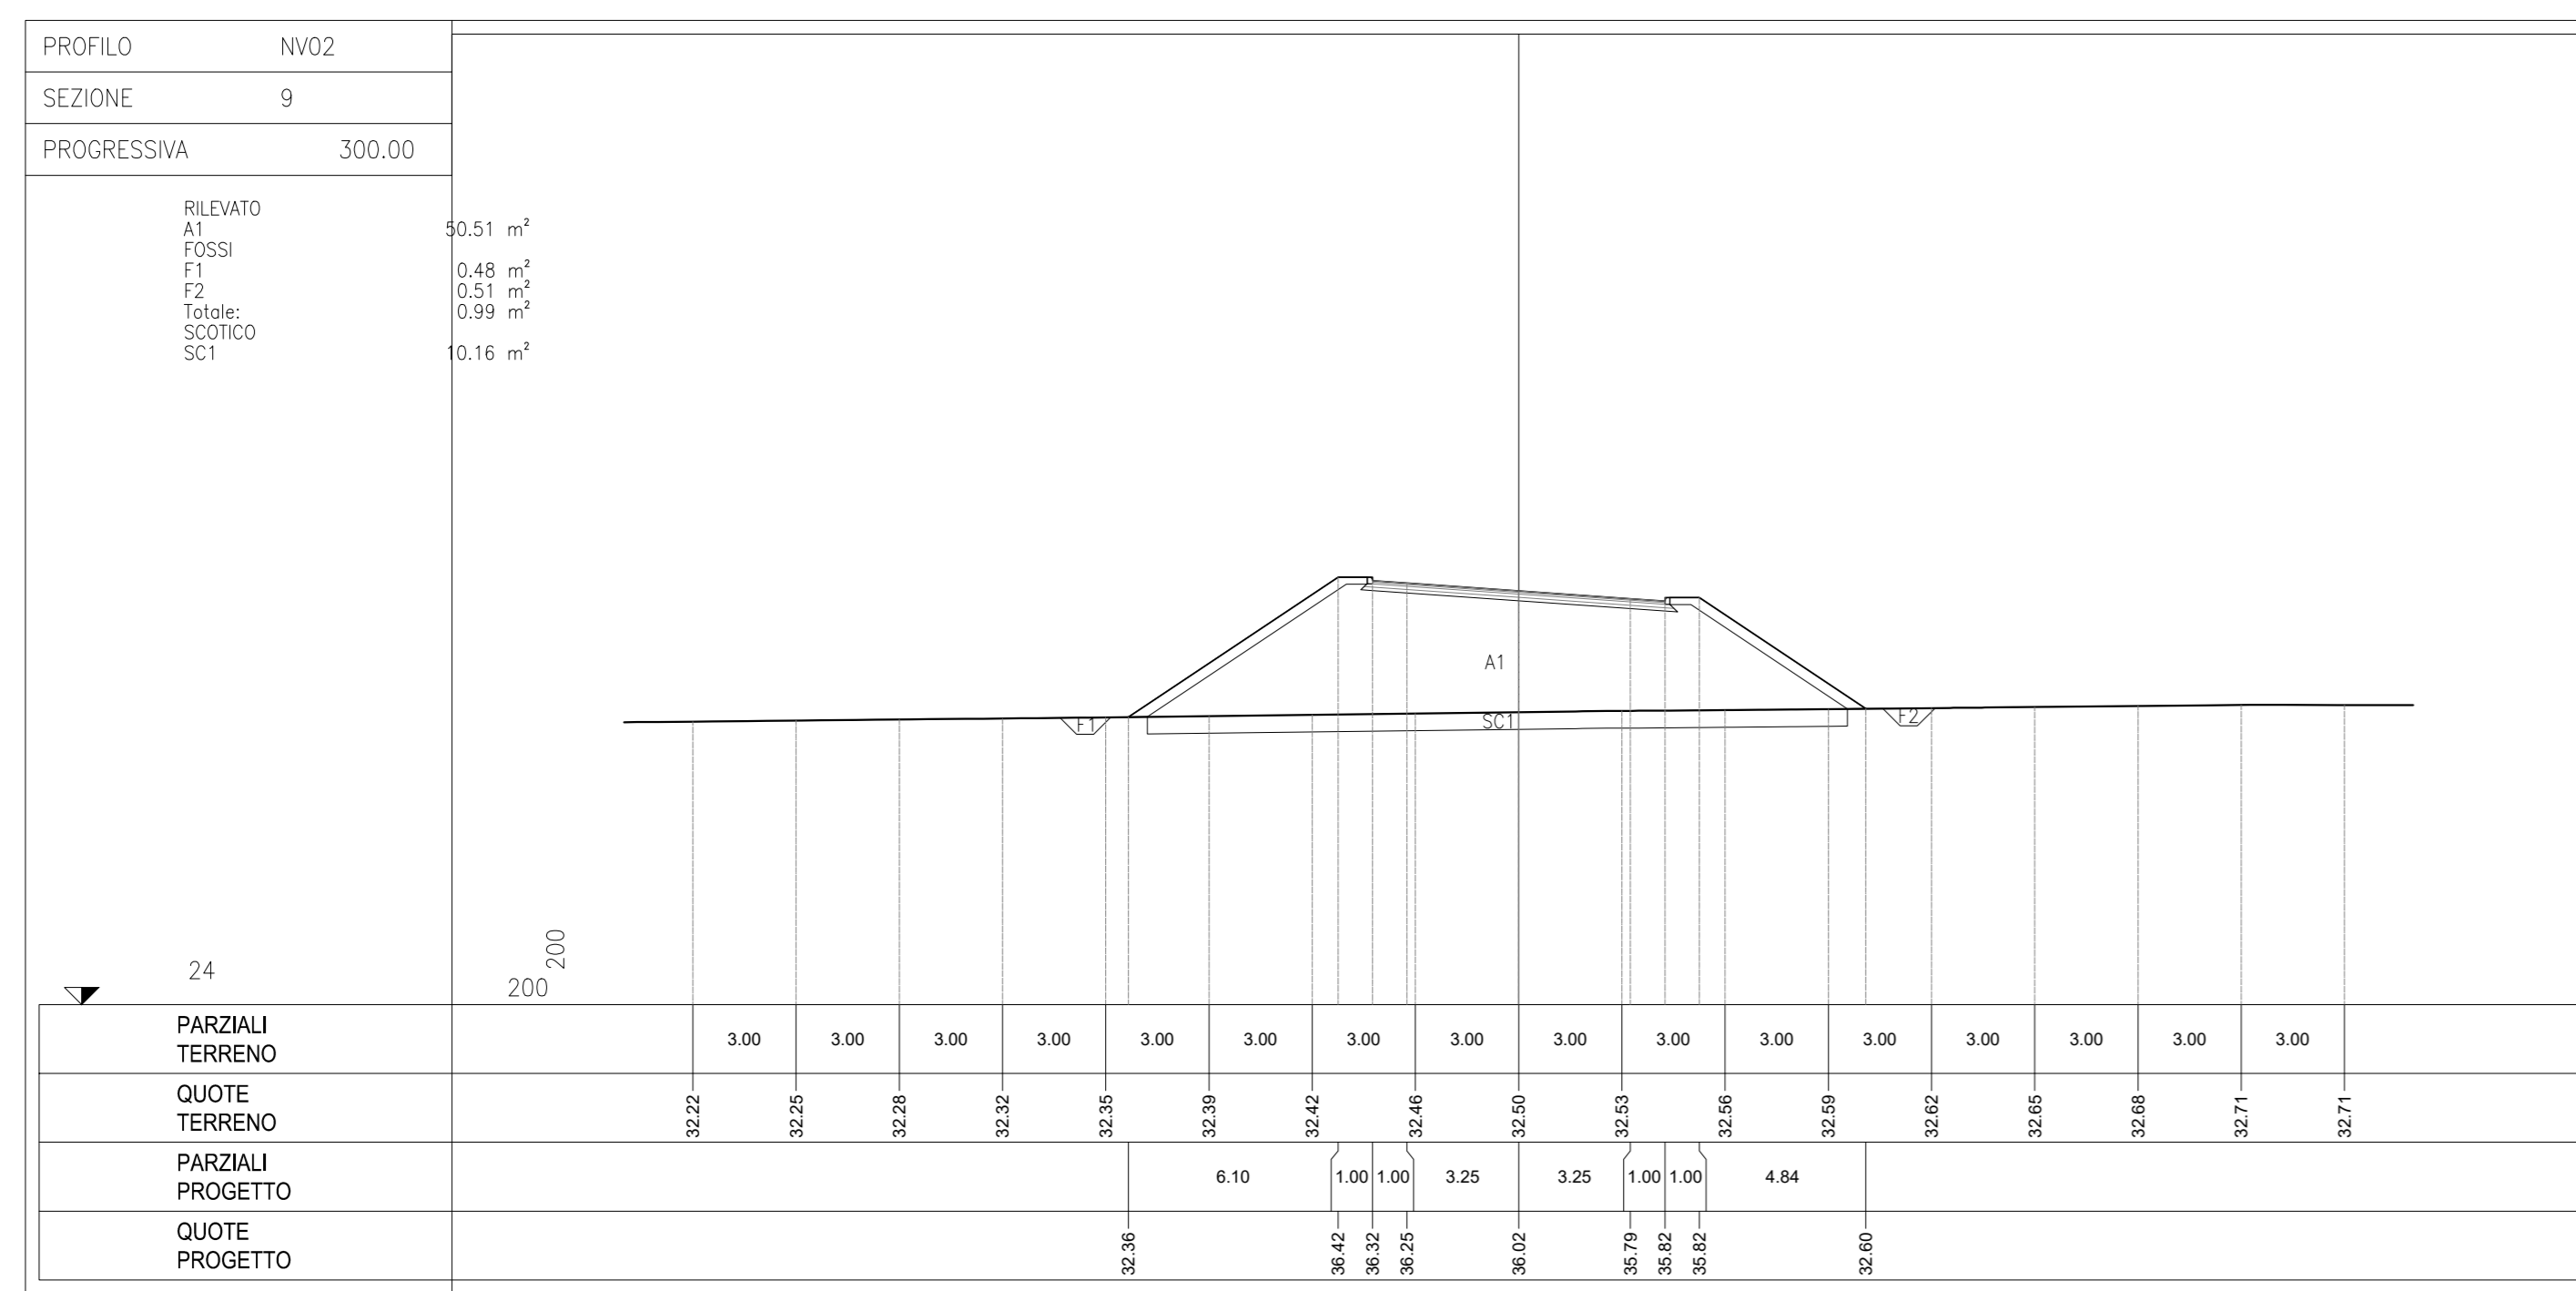 PROFILO NV02
SEZIONE 9
PROGRESSIVA 300.00
RILEVATO
A1 50.51 m²
FOSSI
F1 0.48 m²
F2 0.51 m²
Totale: 0.99 m²
SCOTICO
SC1 10.16 m²
A1
F1 SC1 F2
24
200
200
PARZIALI
TERRENO
3.00 3.00 3.00 3.00 3.00 3.00 3.00 3.00 3.00 3.00 3.00 3.00 3.00 3.00 3.00 3.00
QUOTE
TERRENO
32.22 32.25 32.28 32.32 32.35 32.39 32.42 32.46 32.50 32.53 32.56 32.59 32.62 32.65 32.68 32.71 32.71
PARZIALI
PROGETTO
6.10 1.00 1.00 3.25 3.25 1.00 1.00 4.84
QUOTE
PROGETTO
32.36 36.42 36.32 36.25 36.02 35.79 35.82 35.82 32.60